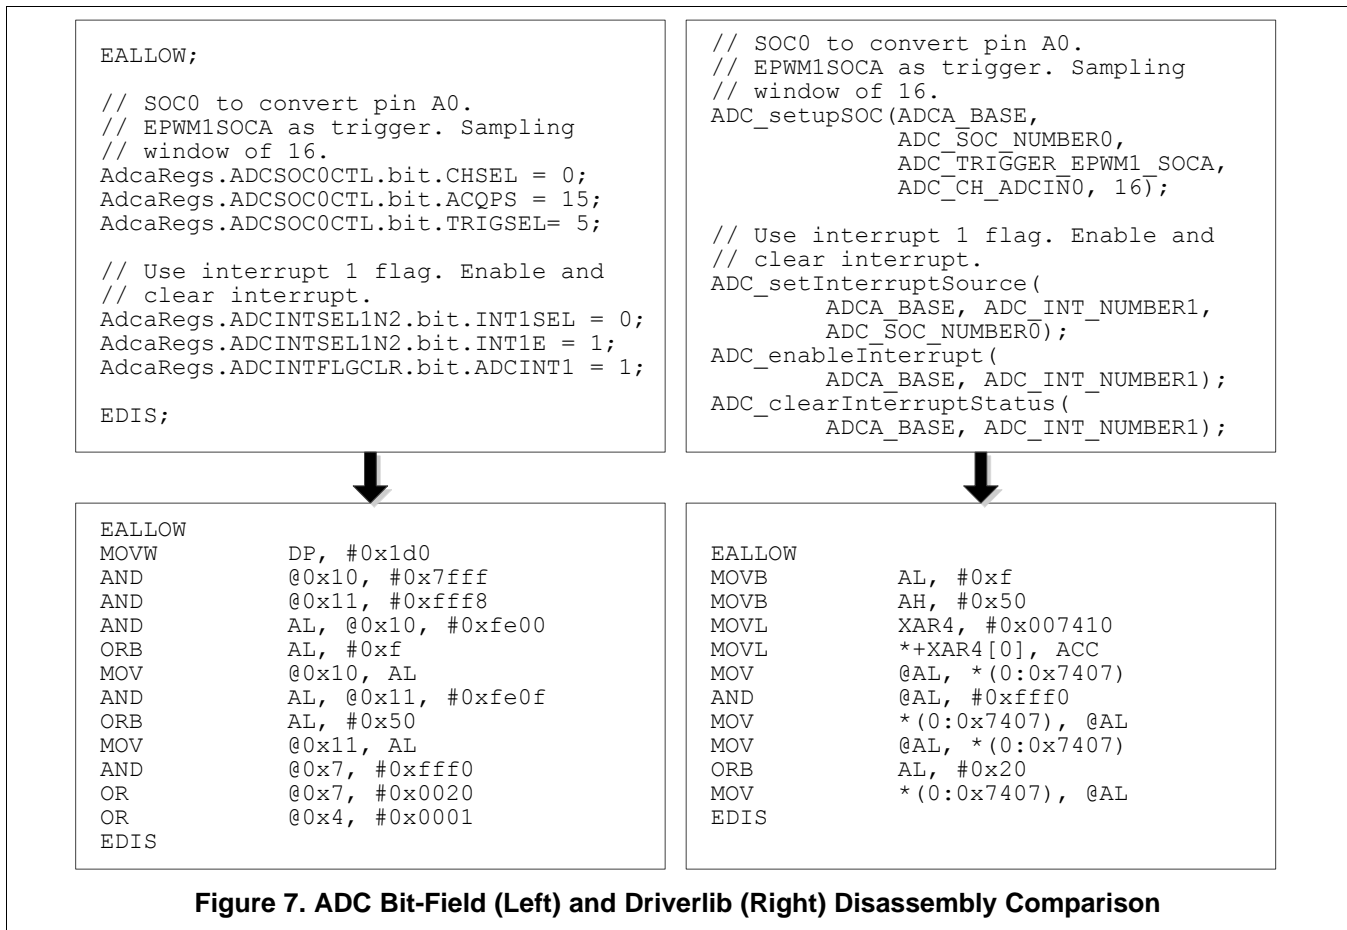 EALLOW;
// SOC0 to convert pin A0.
// EPWM1SOCA as trigger. Sampling
// window of 16.
AdcaRegs.ADCSOC0CTL.bit.CHSEL = 0;
AdcaRegs.ADCSOC0CTL.bit.ACQPS = 15;
AdcaRegs.ADCSOC0CTL.bit.TRIGSEL= 5;
// Use interrupt 1 flag. Enable and
// clear interrupt.
AdcaRegs.ADCINTSEL1N2.bit.INT1SEL = 0;
AdcaRegs.ADCINTSEL1N2.bit.INT1E = 1;
AdcaRegs.ADCINTFLGCLR.bit.ADCINT1 = 1;
EDIS;
// SOC0 to convert pin A0.
// EPWM1SOCA as trigger. Sampling
// window of 16.
ADC_setupSOC(ADCA_BASE,
ADC_SOC_NUMBER0,
ADC_TRIGGER_EPWM1_SOCA,
ADC_CH_ADCIN0, 16);
// Use interrupt 1 flag. Enable and
// clear interrupt.
ADC_setInterruptSource(
ADCA_BASE, ADC_INT_NUMBER1,
ADC_SOC_NUMBER0);
ADC_enableInterrupt(
ADCA_BASE, ADC_INT_NUMBER1);
ADC_clearInterruptStatus(
ADCA_BASE, ADC_INT_NUMBER1);
EALLOW
MOVW DP, #0x1d0
AND @0x10, #0x7fff
AND @0x11, #0xfff8
AND AL, @0x10, #0xfe00
ORB AL, #0xf
MOV @0x10, AL
AND AL, @0x11, #0xfe0f
ORB AL, #0x50
MOV @0x11, AL
AND @0x7, #0xfff0
OR @0x7, #0x0020
OR @0x4, #0x0001
EDIS
EALLOW
MOVB AL, #0xf
MOVB AH, #0x50
MOVL XAR4, #0x007410
MOVL *+XAR4[0], ACC
MOV @AL, *(0:0x7407)
AND @AL, #0xfff0
MOV *(0:0x7407), @AL
MOV @AL, *(0:0x7407)
ORB AL, #0x20
MOV *(0:0x7407), @AL
EDIS
Figure 7. ADC Bit-Field (Left) and Driverlib (Right) Disassembly Comparison